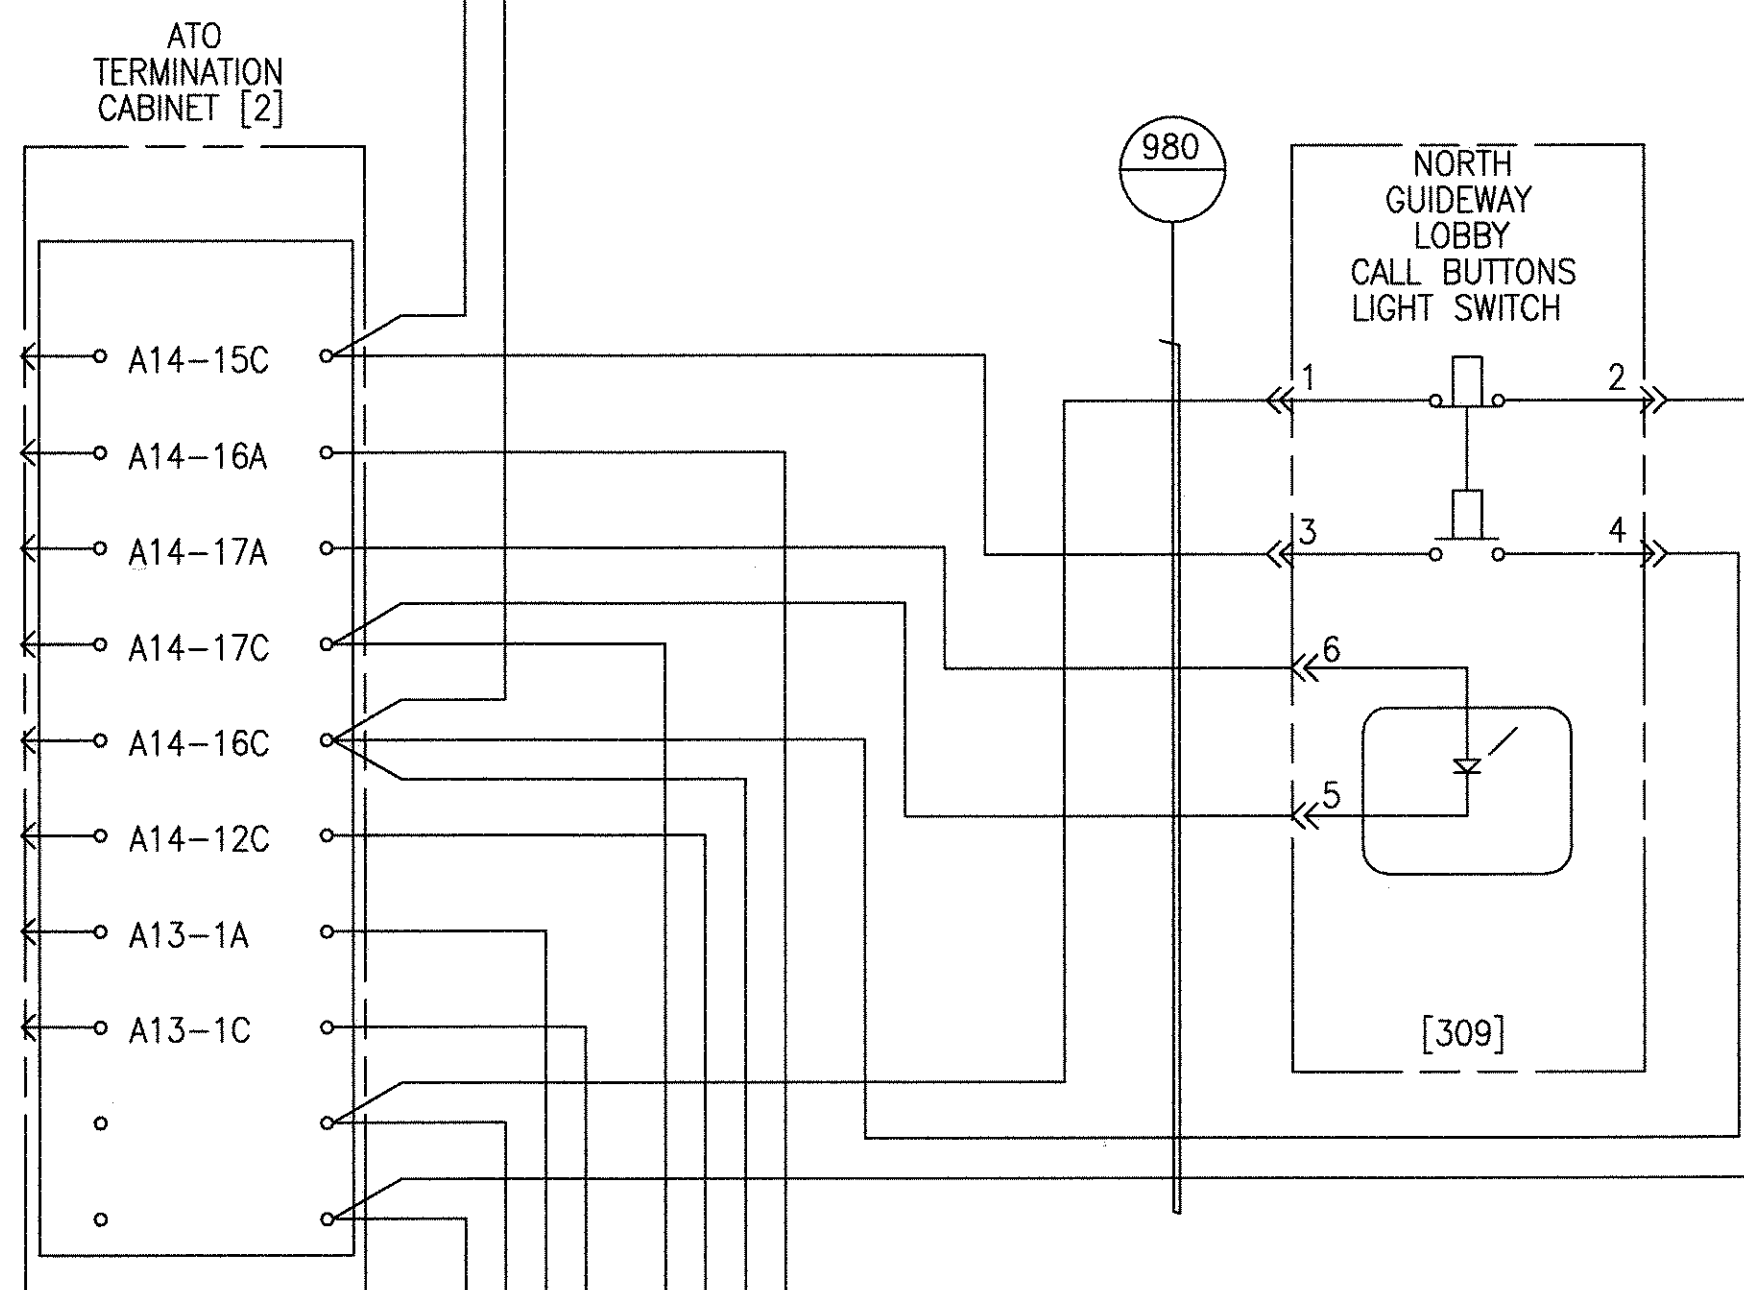 ATO
TERMINATION
CABINET [2]
980
NORTH
GUIDEWAY
LOBBY
CALL BUTTONS
LIGHT SWITCH
A14-15C
1
2
A14-16A
3
4
A14-17A
A14-17C
6
A14-16C
5
A14-12C
A13-1A
A13-1C
[309]